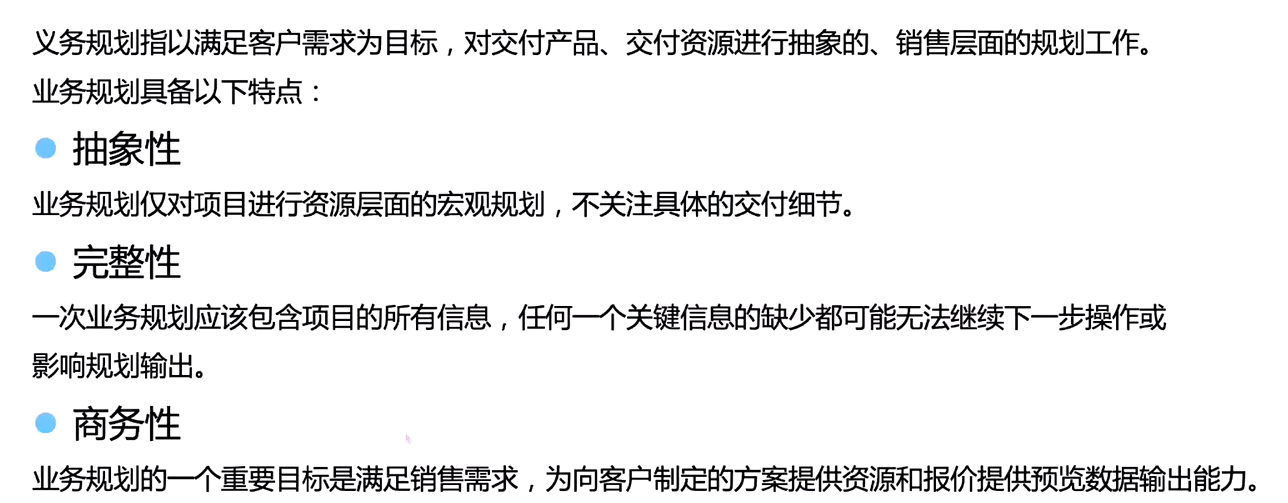 义务规划指以满足客户需求为目标，对交付产品、交付资源进行抽象的、销售层面的规划工作。
业务规划具备以下特点：
抽象性
业务规划仅对项目进行资源层面的宏观规划，不关注具体的交付细节。
完整性
一次业务规划应该包含项目的所有信息，任何一个关键信息的缺少都可能无法继续下一步操作或
影响规划输出。
商务性
业务规划的一个重要目标是满足销售需求，为向客户制定的方案提供资源和报价提供预览数据输出能力。